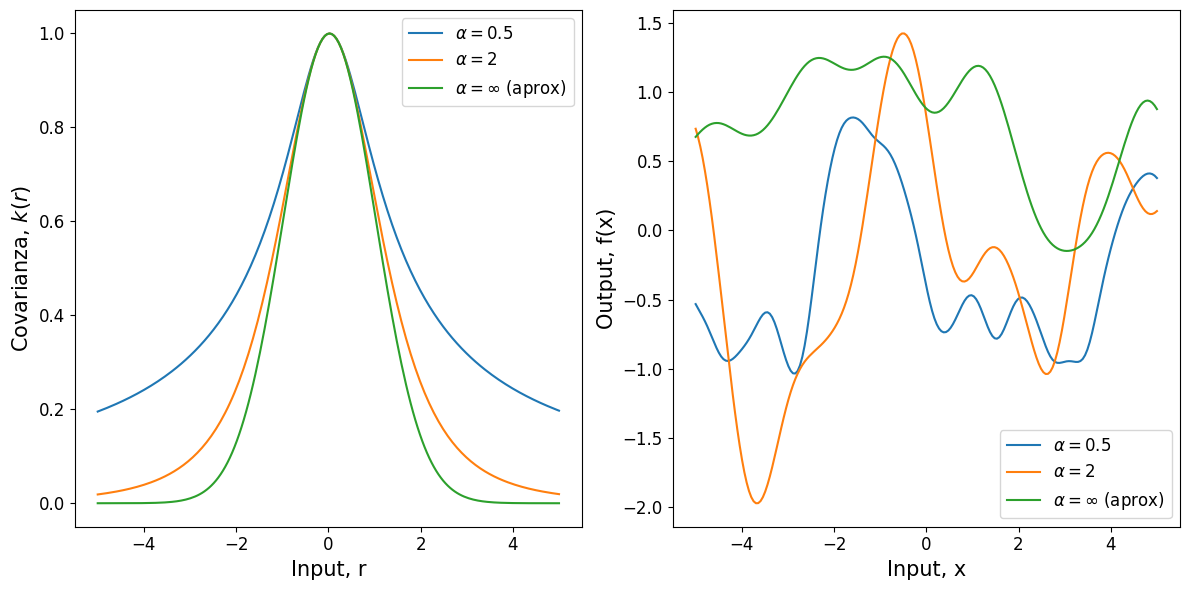 1.0
0.8
0.6
0.4
0.2
0.0
Covarianza, k(r)
−4 −2 0 2 4
Input, r
α = 0.5
α = 2
α = ∞ (aprox)
1.5
1.0
0.5
0.0
−0.5
−1.0
−1.5
−2.0
Output, f(x)
−4 −2 0 2 4
Input, x
α = 0.5
α = 2
α = ∞ (aprox)